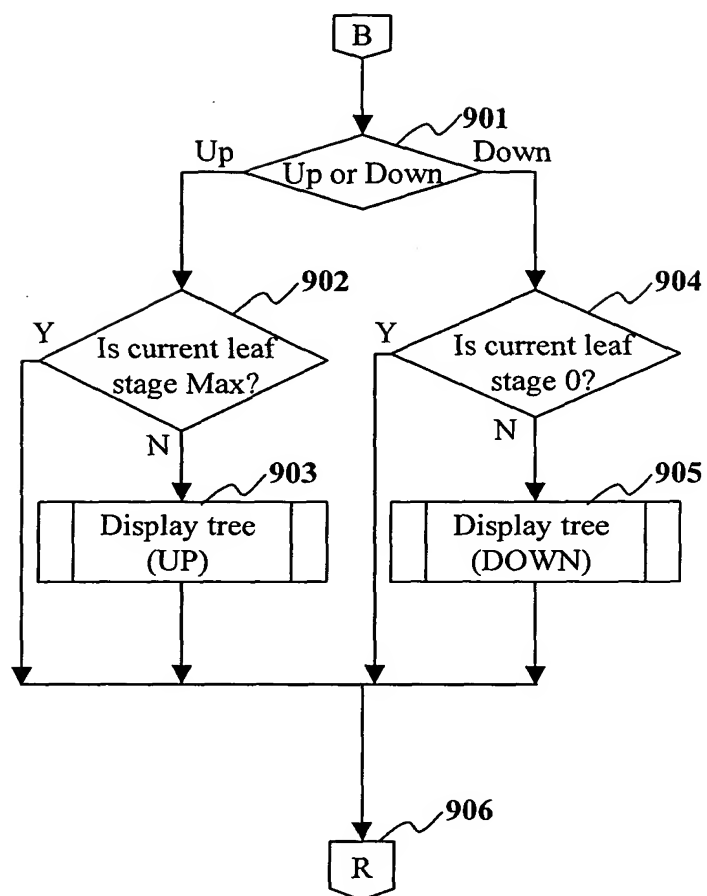 B
901
Up
Down
Up or Down
902
904
Y
Is current leaf
stage Max?
Y
Is current leaf
stage 0?
N
N
903
905
Display tree
(UP)
Display tree
(DOWN)
906
R